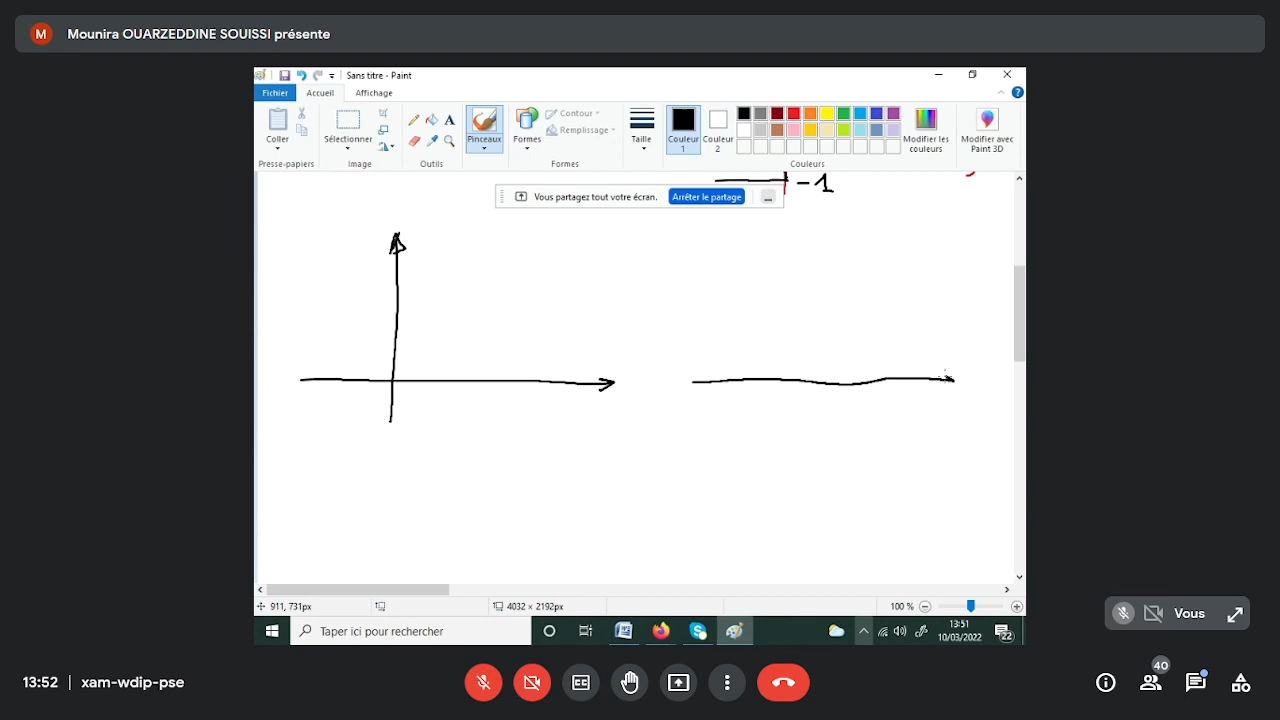 M Mounira OUARZEDDINE SOUISSI présente
Sans titre - Paint
Fichier Accueil Affichage
Coller
Presse-papiers
Sélectionner
Image
A
Outils
Pinceaux
Formes
Contour
Remplissage
Formes
Taille
Couleur 1
Couleur 2
Modifier les couleurs
Couleurs
Modifier avec Paint 3D
-1
Vous partagez tout votre écran. Arrêter le partage
911, 731px
4032 × 2192px
100 %
Taper ici pour rechercher
13:51
10/03/2022
22
Vous
13:52 | xam-wdip-pse
40